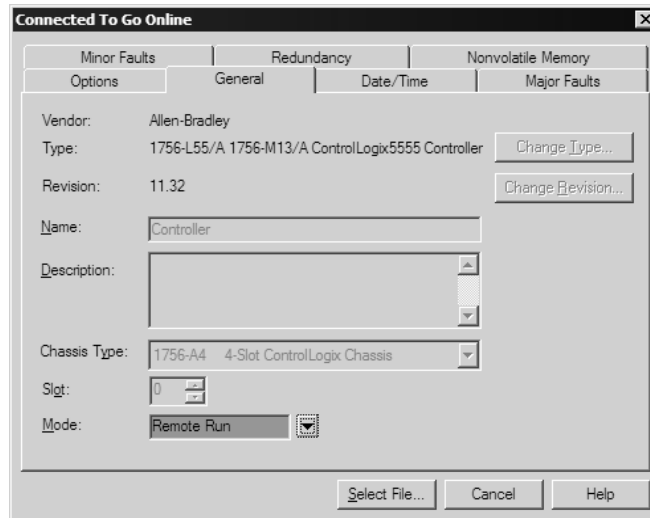 Connected To Go Online
Minor Faults Redundancy Nonvolatile Memory
Options General Date/Time Major Faults
Vendor: Allen-Bradley
Type: 1756-L55/A 1756-M13/A ControlLogix5555 Controller Change Type...
Revision: 11.32 Change Revision...
Name: Controller
Description:
Chassis Type: 1756-A4 4-Slot ControlLogix Chassis
Slot: 0
Mode: Remote Run
Select File... Cancel Help